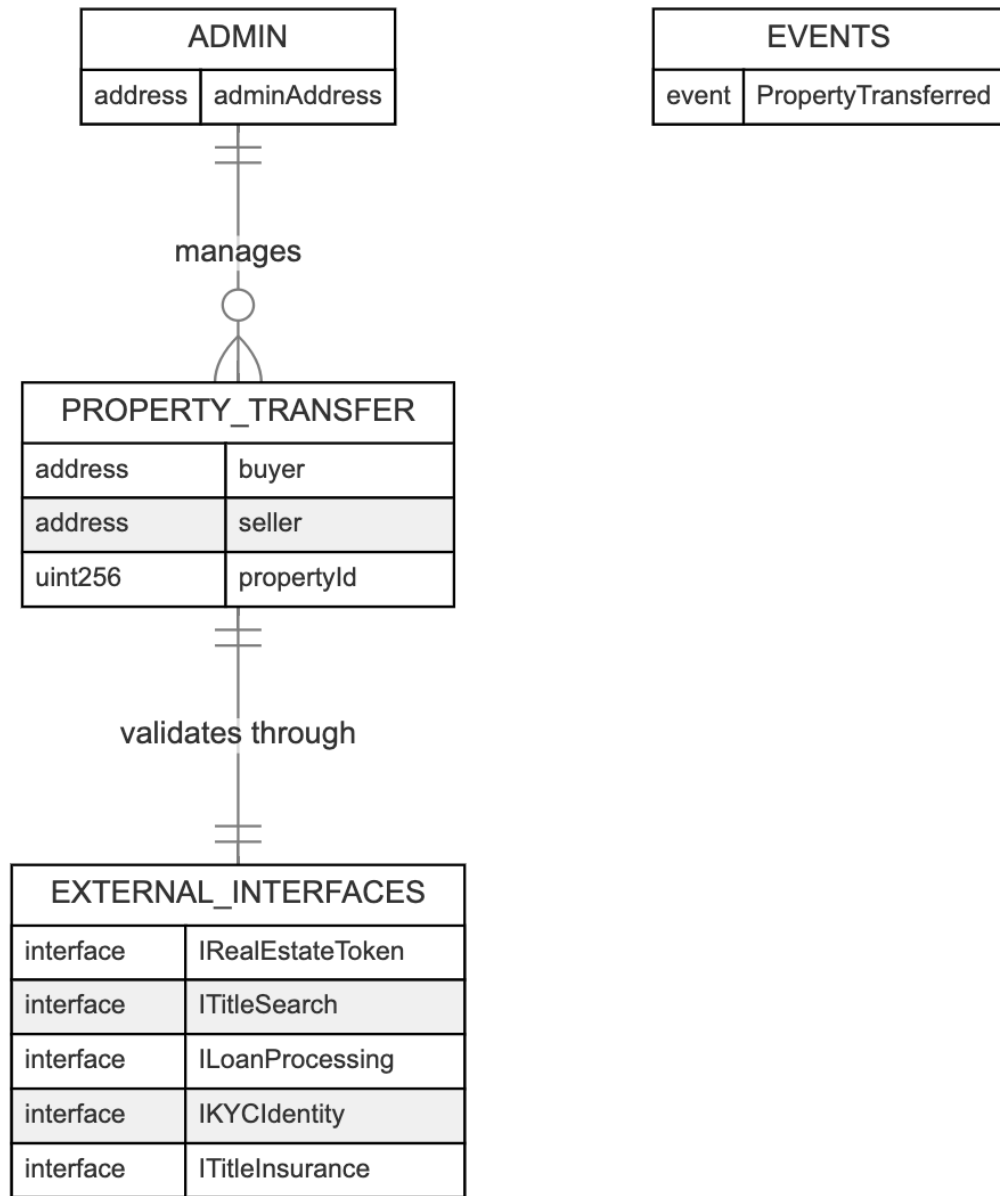 ADMIN
address adminAddress
EVENTS
event PropertyTransferred
manages
PROPERTY_TRANSFER
address buyer
address seller
uint256 propertyId
validates through
EXTERNAL_INTERFACES
interface IRealEstateToken
interface ITitleSearch
interface ILoanProcessing
interface IKYCIdentity
interface ITitleInsurance